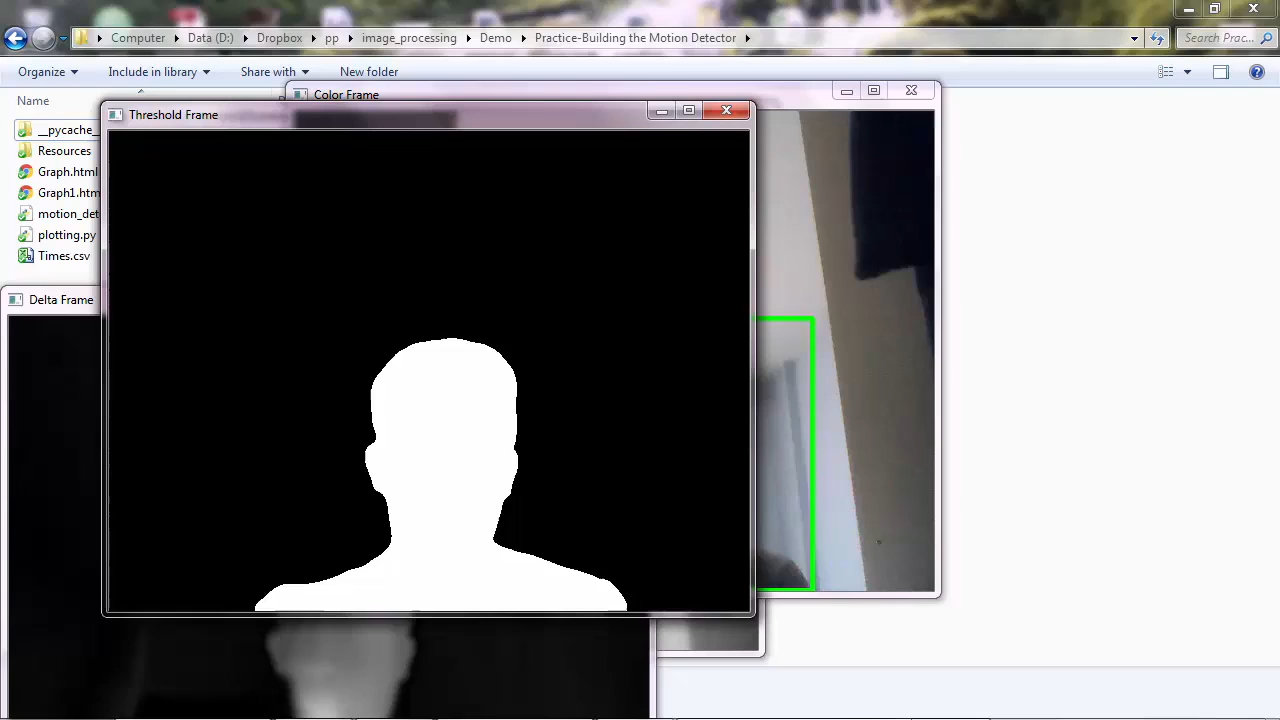 Computer Data (D:) Dropbox pp image_processing Demo Practice-Building the Motion Detector Search Prac...
Organize Include in library Share with New folder
Name
Color Frame
Threshold Frame
__pycache_
Resources
Graph.html
Graph1.htm
motion_det
plotting.py
Times.csv
Delta Frame